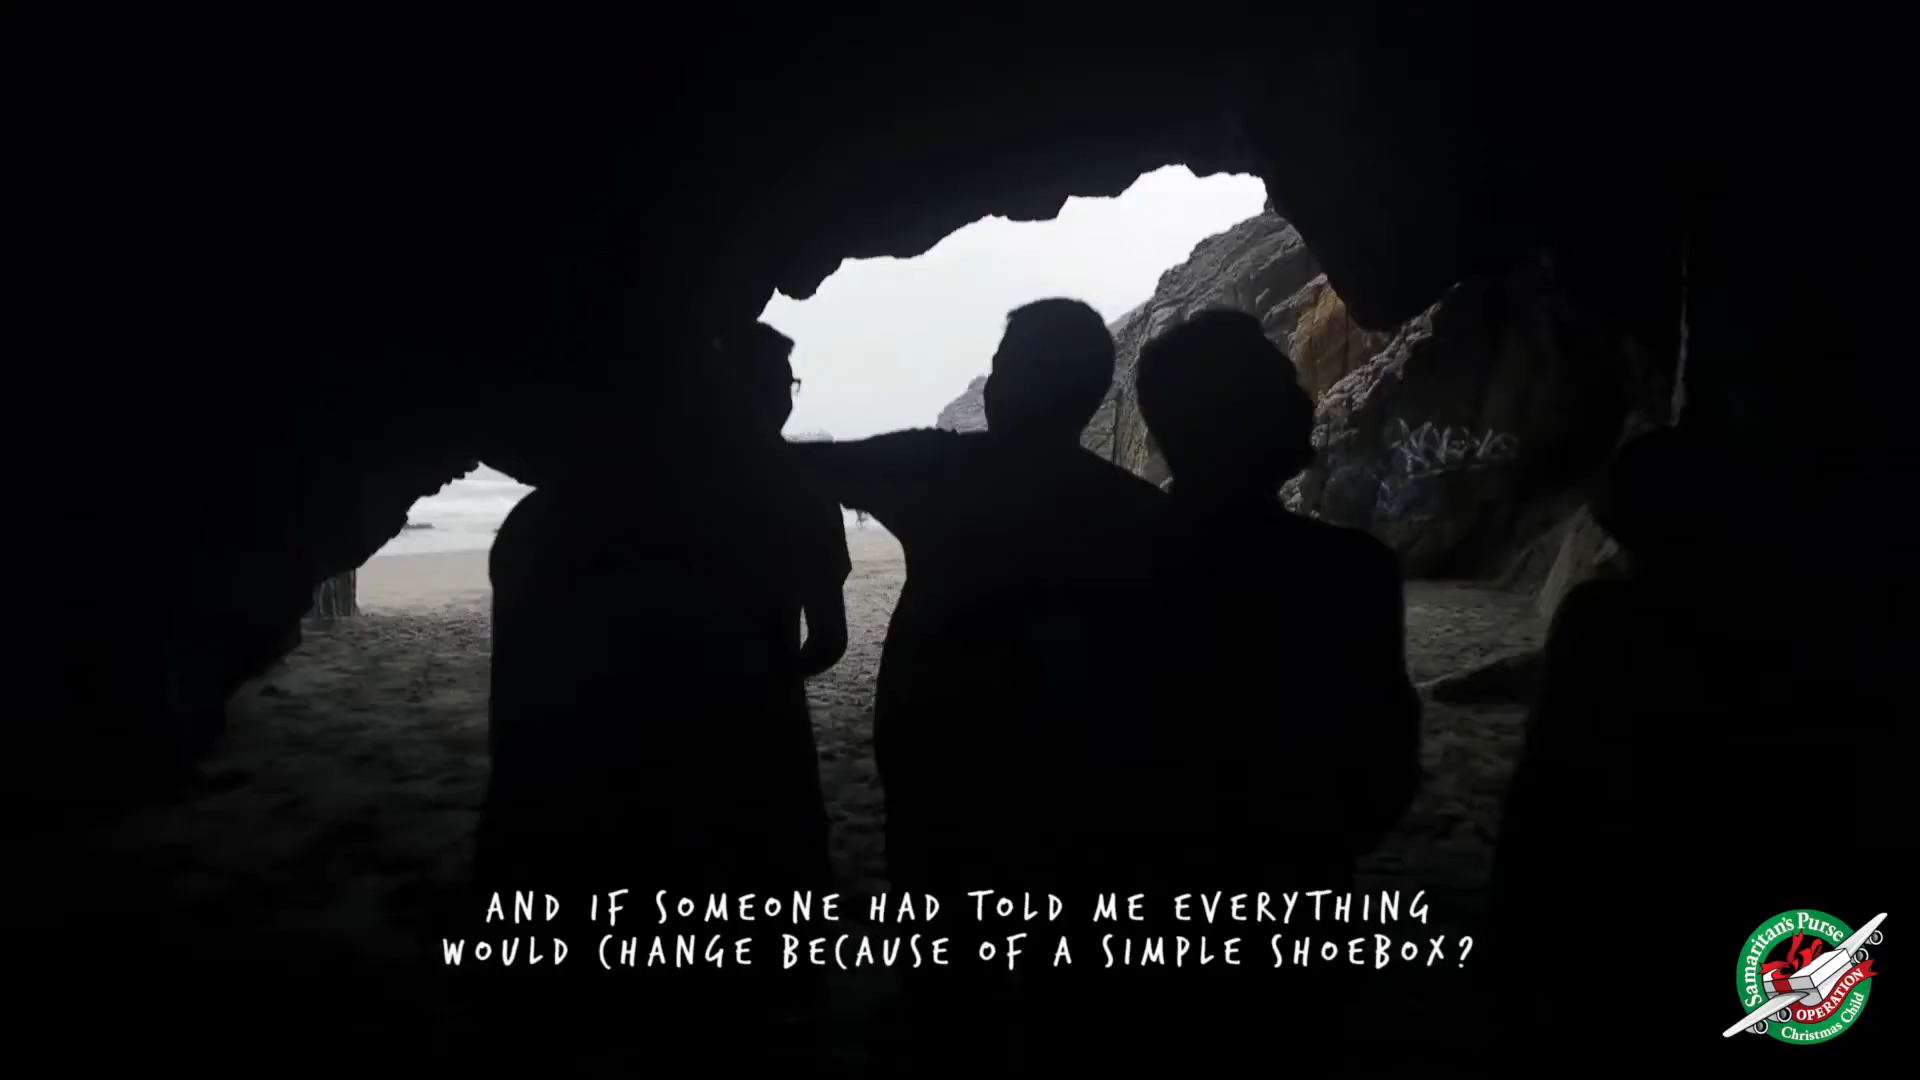 AND IF SOMEONE HAD TOLD ME EVERYTHING
WOULD CHANGE BECAUSE OF A SIMPLE SHOEBOX?
Samaritan's Purse
OPERATION
Christmas Child